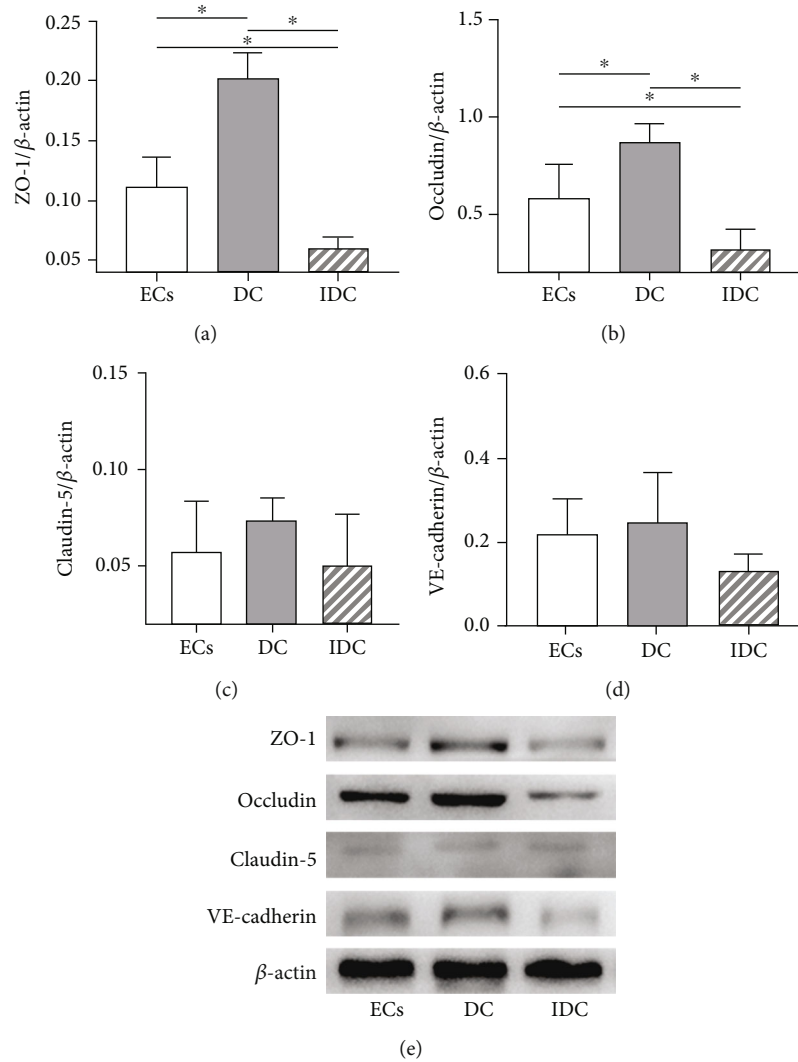 0.25
0.20
0.15
0.10
0.05
ZO-1/β-actin
*
*
*
ECs DC IDC
(a)
1.5
1.0
0.5
Occludin/β-actin
*
*
*
ECs DC IDC
(b)
0.15
0.10
0.05
Claudin-5/β-actin
ECs DC IDC
(c)
0.6
0.4
0.2
0.0
VE-cadherin/β-actin
ECs DC IDC
(d)
ZO-1
Occludin
Claudin-5
VE-cadherin
β-actin
ECs DC IDC
(e)